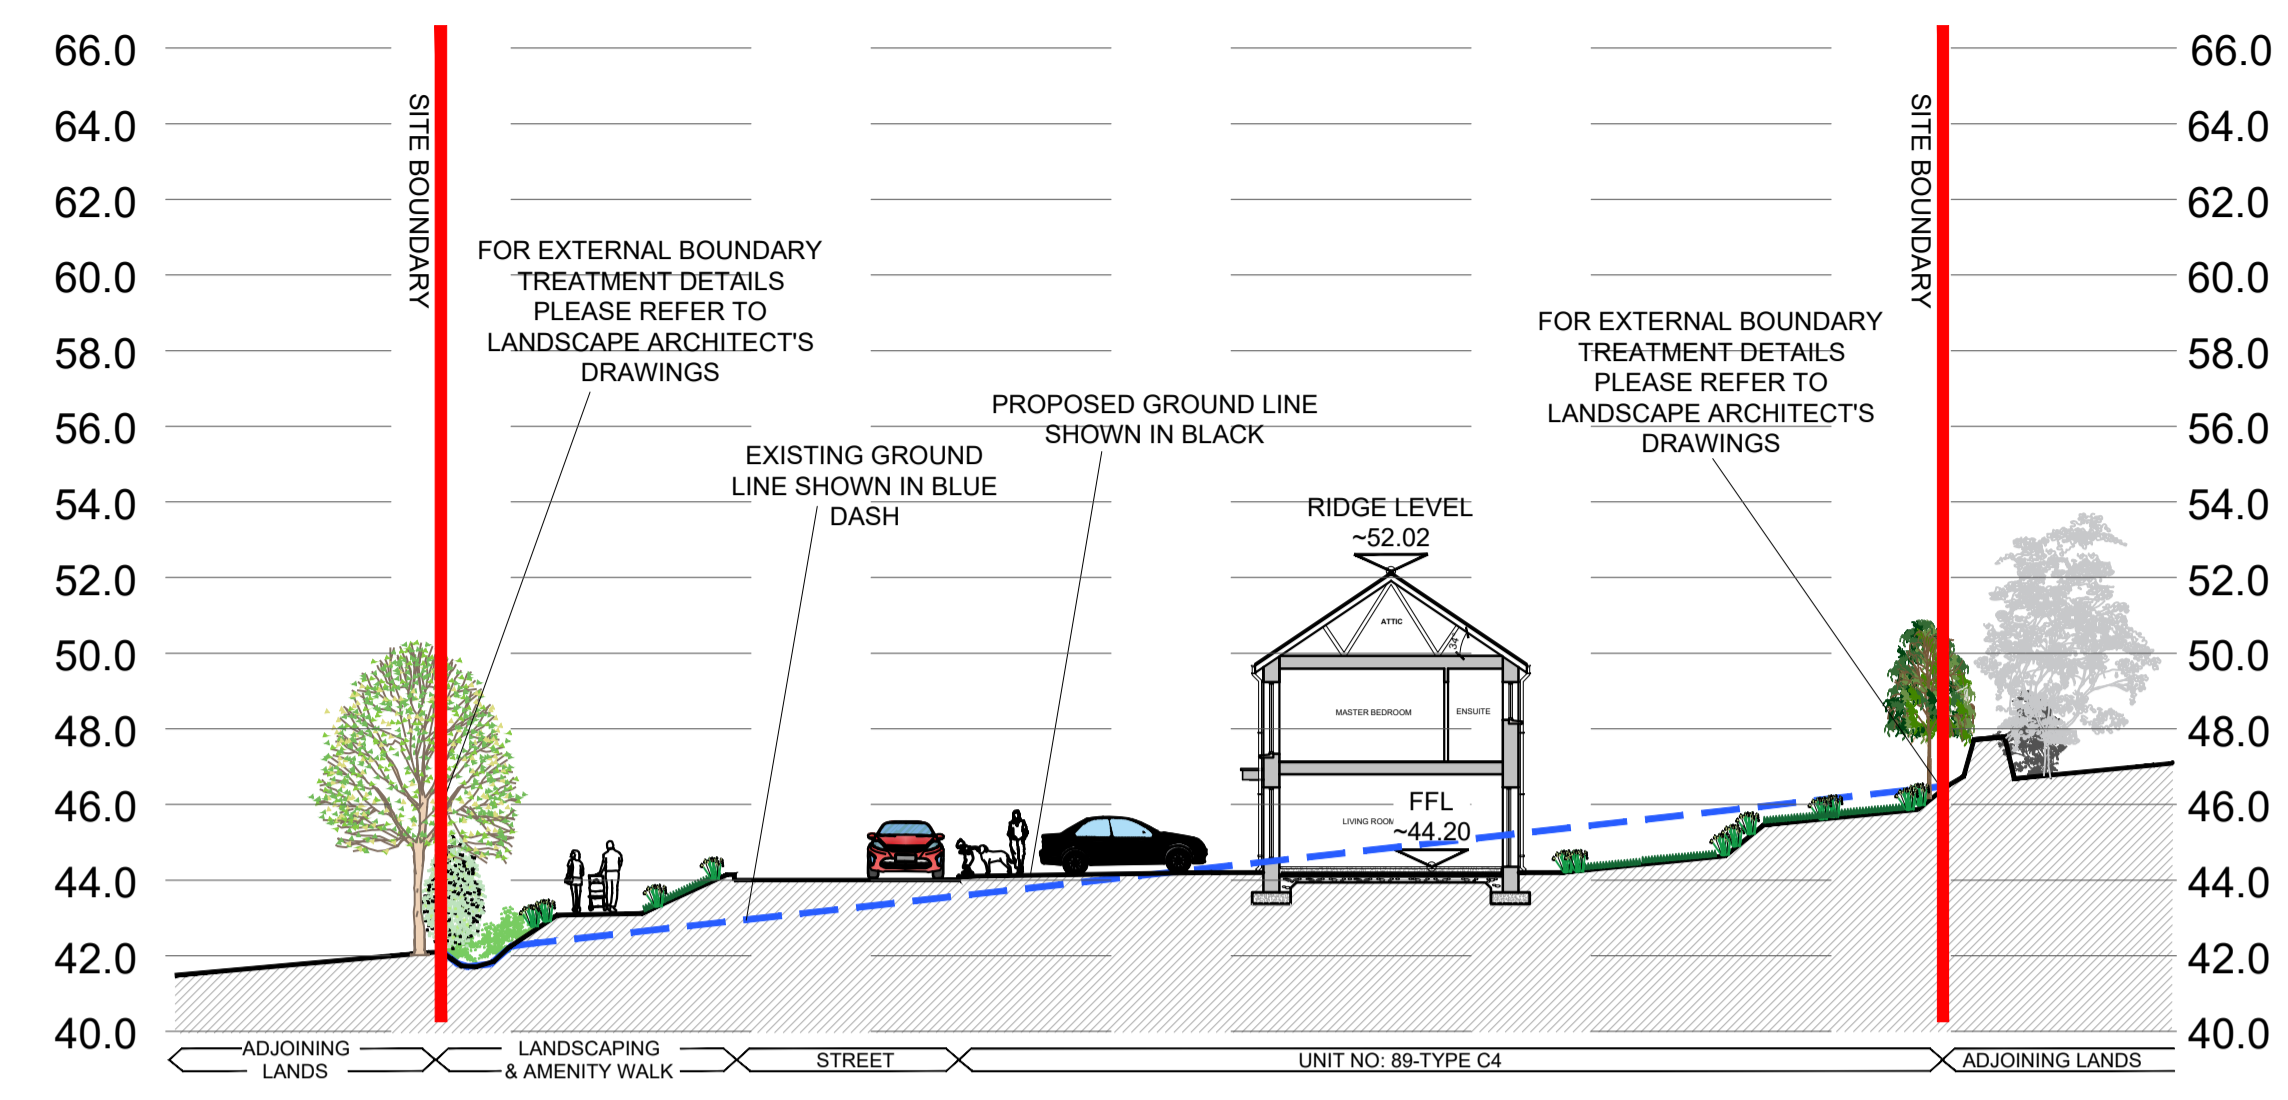 66.0
64.0
62.0
60.0
58.0
56.0
54.0
52.0
50.0
48.0
46.0
44.0
42.0
40.0
SITE BOUNDARY
FOR EXTERNAL BOUNDARY
TREATMENT DETAILS
PLEASE REFER TO
LANDSCAPE ARCHITECT'S
DRAWINGS
EXISTING GROUND
LINE SHOWN IN BLUE
DASH
PROPOSED GROUND LINE
SHOWN IN BLACK
RIDGE LEVEL
~52.02
ATTIC
34°
MASTER BEDROOM
ENSUITE
LIVING ROOM
FFL
~44.20
FOR EXTERNAL BOUNDARY
TREATMENT DETAILS
PLEASE REFER TO
LANDSCAPE ARCHITECT'S
DRAWINGS
SITE BOUNDARY
66.0
64.0
62.0
60.0
58.0
56.0
54.0
52.0
50.0
48.0
46.0
44.0
42.0
40.0
ADJOINING
LANDS
LANDSCAPING
& AMENITY WALK
STREET
UNIT NO: 89-TYPE C4
ADJOINING LANDS